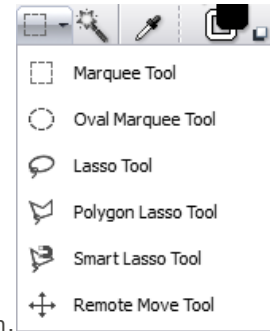 Marquee Tool
Oval Marquee Tool
Lasso Tool
Polygon Lasso Tool
Smart Lasso Tool
Remote Move Tool